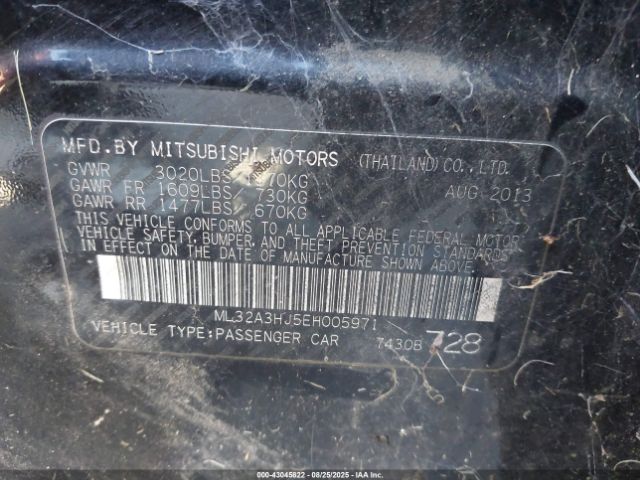 MFD. BY MITSUBISHI MOTORS (THAILAND) CO., LTD.
GVWR 3020LBS 1370KG AUG 2013
GAWR FR 1609LBS 730KG
GAWR RR 1477LBS 670KG
THIS VEHICLE CONFORMS TO ALL APPLICABLE FEDERAL MOTOR
VEHICLE SAFETY, BUMPER, AND THEFT PREVENTION STANDARDS
IN EFFECT ON THE DATE OF MANUFACTURE SHOWN ABOVE.
ML32A3HJ5EH005971
VEHICLE TYPE:PASSENGER CAR 7430B 728
000-43045822 - 08/25/2025 - IAAI.COM